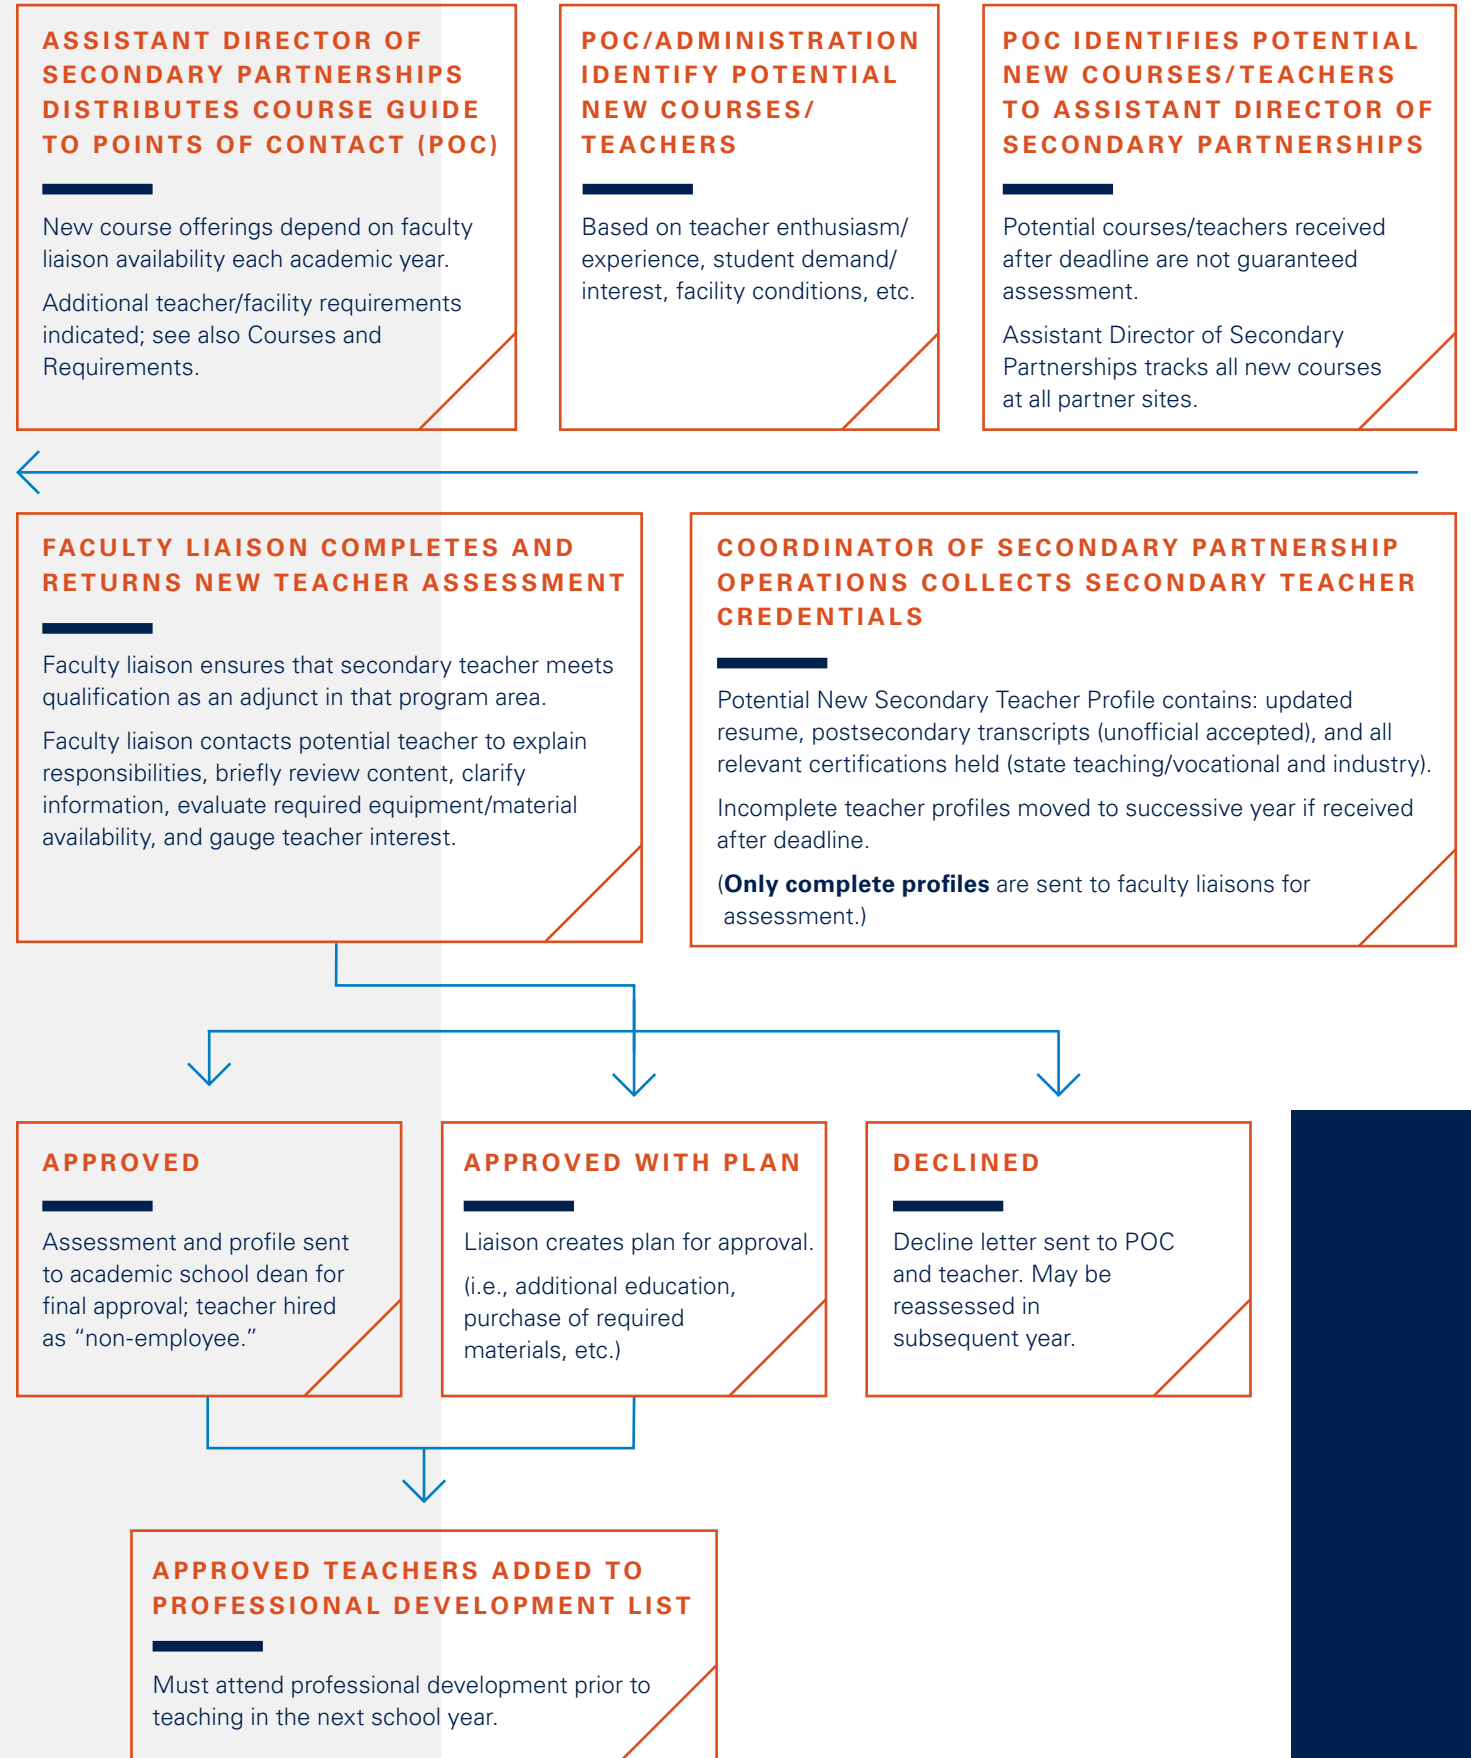 ASSISTANT DIRECTOR OF
SECONDARY PARTNERSHIPS
DISTRIBUTES COURSE GUIDE
TO POINTS OF CONTACT (POC)
New course offerings depend on faculty
liaison availability each academic year.
Additional teacher/facility requirements
indicated; see also Courses and
Requirements.
POC/ADMINISTRATION
IDENTIFY POTENTIAL
NEW COURSES/
TEACHERS
Based on teacher enthusiasm/
experience, student demand/
interest, facility conditions, etc.
POC IDENTIFIES POTENTIAL
NEW COURSES/TEACHERS
TO ASSISTANT DIRECTOR OF
SECONDARY PARTNERSHIPS
Potential courses/teachers received
after deadline are not guaranteed
assessment.
Assistant Director of Secondary
Partnerships tracks all new courses
at all partner sites.
FACULTY LIAISON COMPLETES AND
RETURNS NEW TEACHER ASSESSMENT
Faculty liaison ensures that secondary teacher meets
qualification as an adjunct in that program area.
Faculty liaison contacts potential teacher to explain
responsibilities, briefly review content, clarify
information, evaluate required equipment/material
availability, and gauge teacher interest.
COORDINATOR OF SECONDARY PARTNERSHIP
OPERATIONS COLLECTS SECONDARY TEACHER
CREDENTIALS
Potential New Secondary Teacher Profile contains: updated
resume, postsecondary transcripts (unofficial accepted), and all
relevant certifications held (state teaching/vocational and industry).
Incomplete teacher profiles moved to successive year if received
after deadline.
(Only complete profiles are sent to faculty liaisons for
assessment.)
APPROVED
Assessment and profile sent
to academic school dean for
final approval; teacher hired
as “non-employee.”
APPROVED WITH PLAN
Liaison creates plan for approval.
(i.e., additional education,
purchase of required
materials, etc.)
DECLINED
Decline letter sent to POC
and teacher. May be
reassessed in
subsequent year.
APPROVED TEACHERS ADDED TO
PROFESSIONAL DEVELOPMENT LIST
Must attend professional development prior to
teaching in the next school year.